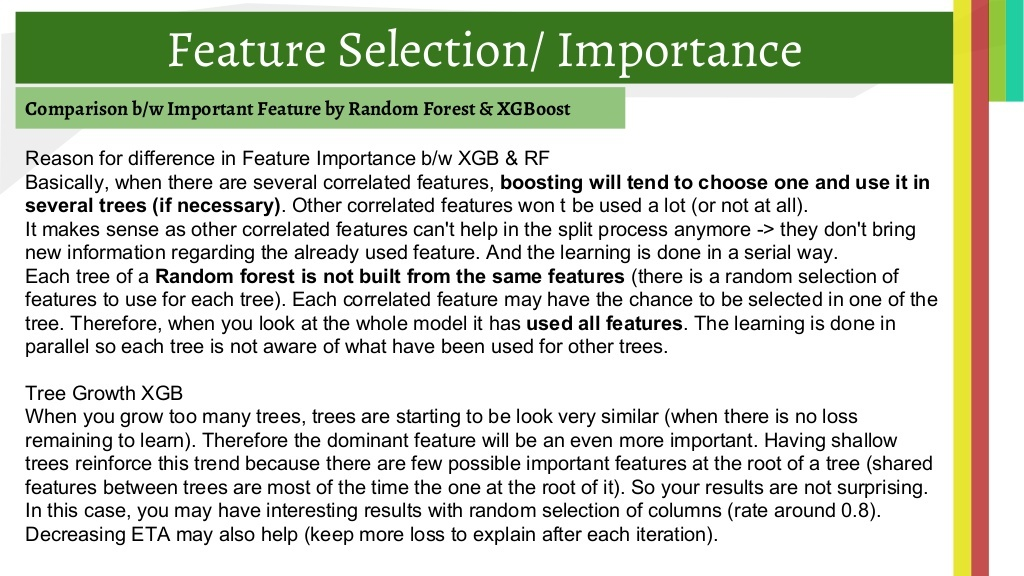 Feature Selection/ Importance
Comparison b/w Important Feature by Random Forest & XGBoost
Reason for difference in Feature Importance b/w XGB & RF
Basically, when there are several correlated features, boosting will tend to choose one and use it in
several trees (if necessary). Other correlated features won t be used a lot (or not at all).
It makes sense as other correlated features can't help in the split process anymore -> they don't bring
new information regarding the already used feature. And the learning is done in a serial way.
Each tree of a Random forest is not built from the same features (there is a random selection of
features to use for each tree). Each correlated feature may have the chance to be selected in one of the
tree. Therefore, when you look at the whole model it has used all features. The learning is done in
parallel so each tree is not aware of what have been used for other trees.
Tree Growth XGB
When you grow too many trees, trees are starting to be look very similar (when there is no loss
remaining to learn). Therefore the dominant feature will be an even more important. Having shallow
trees reinforce this trend because there are few possible important features at the root of a tree (shared
features between trees are most of the time the one at the root of it). So your results are not surprising.
In this case, you may have interesting results with random selection of columns (rate around 0.8).
Decreasing ETA may also help (keep more loss to explain after each iteration).